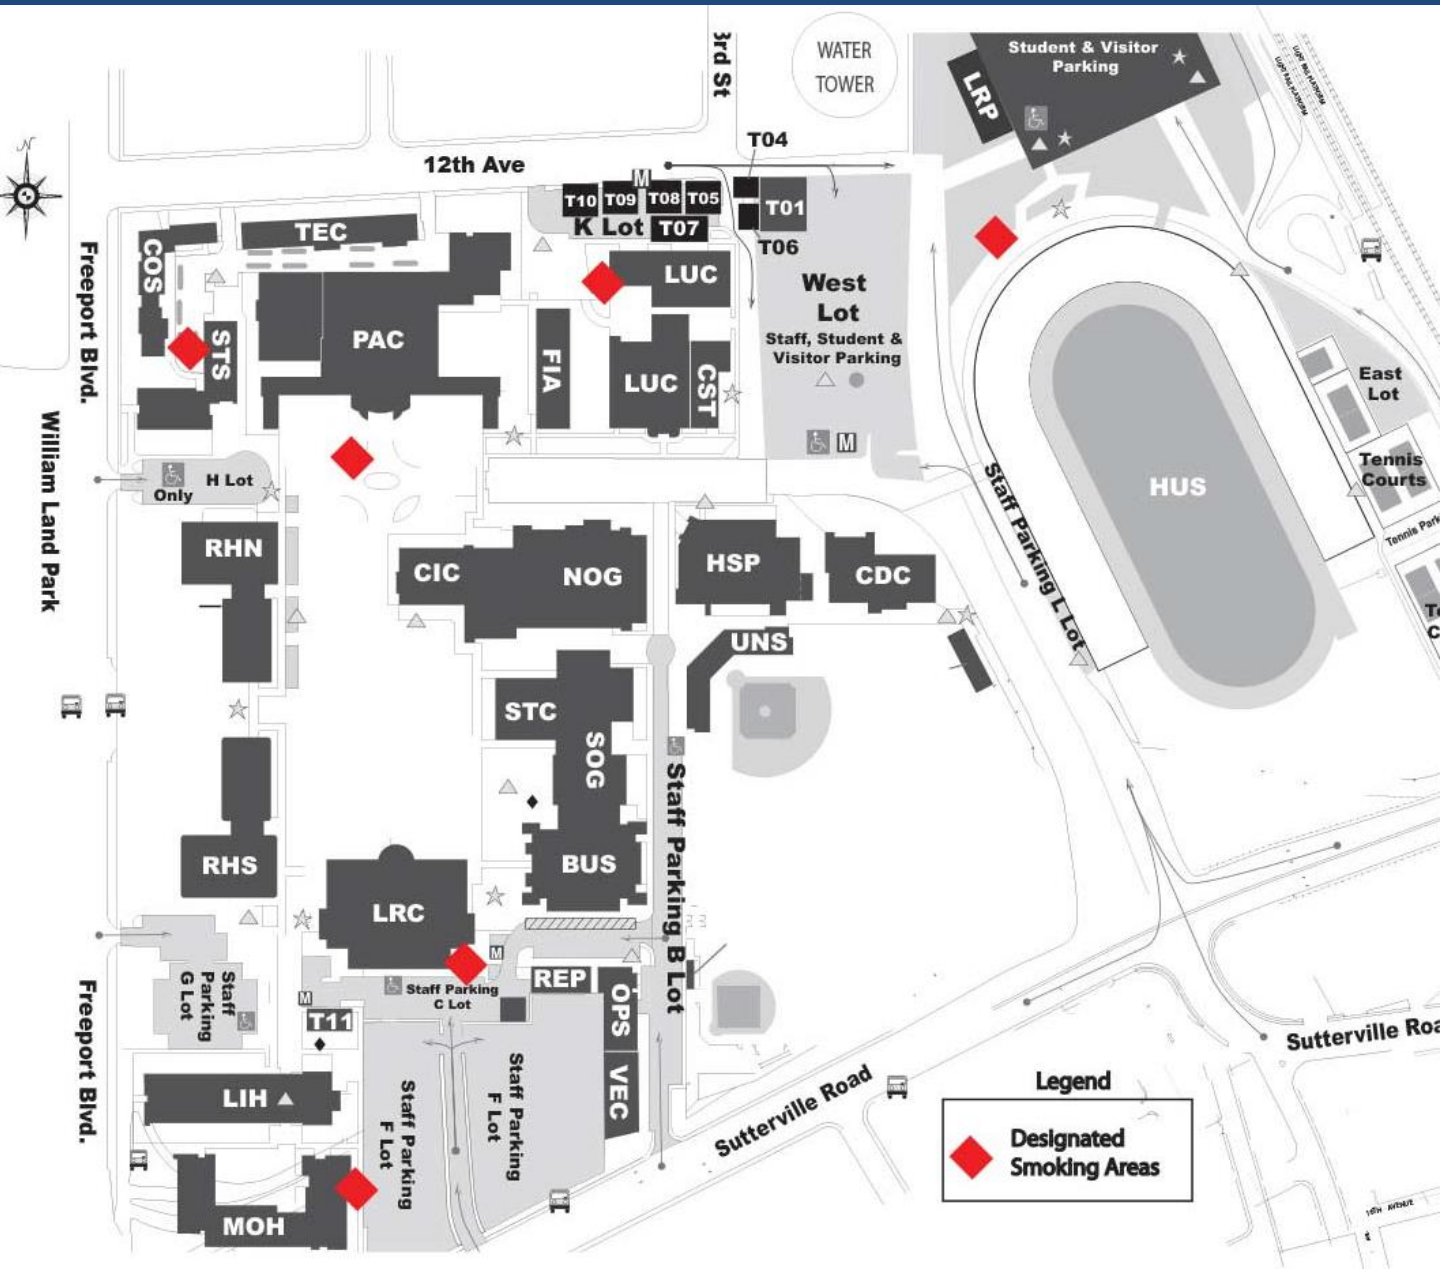 3rd St
WATER
TOWER
Student & Visitor
Parking
LRP
N
12th Ave
T04
M
T10
T09
T08
T05
T01
K Lot
T07
T06
COS
TEC
LUC
West
Lot
Staff, Student &
Visitor Parking
Freeport Blvd.
STS
PAC
FIA
LUC
CST
East
Lot
Tennis
Courts
William Land Park
Only
H Lot
M
HUS
Staff Parking L Lot
RHN
CIC
NOG
HSP
CDC
UNS
STC
SOG
Staff Parking B Lot
RHS
BUS
LRC
M
Staff
Parking
G Lot
Staff Parking
C Lot
REP
OPS
M
T11
Freeport Blvd.
LIH
Staff Parking
F Lot
Staff Parking
F Lot
VEC
Sutterville Road
MOH
Legend
Designated
Smoking Areas